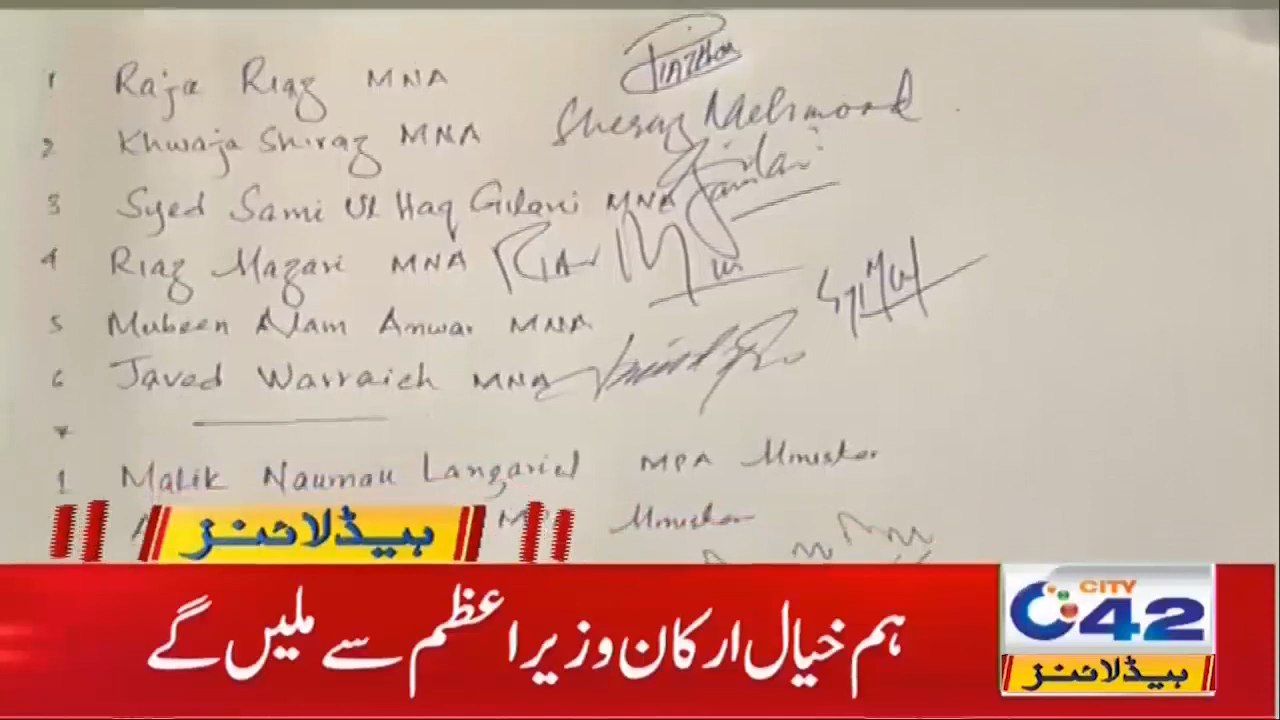 1 Raja Riaz MNA
2 Khwaja Shiraz MNA Sheraz Mehmood
3 Syed Sami Ul Haq Gilani MNA
4 Riaz Mazari MNA
5 Mubeen Alam Anwar MNA
6 Javed Warraich MNA
1 Malik Nauman Langarial MPA Minister
Minister
ہیڈلائنز
ہم خیال ارکان وزیراعظم سے ملیں گے
CITY
42
ہیڈلائنز